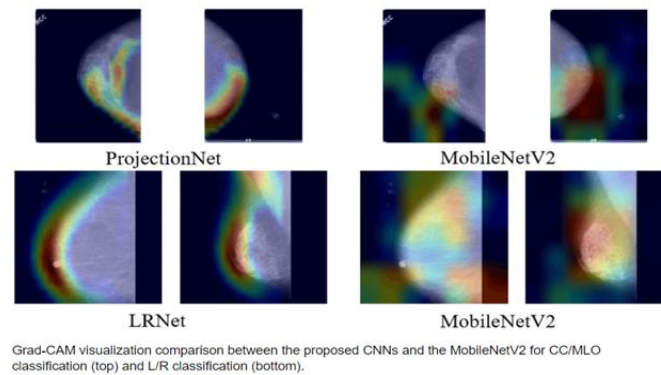 ProjectionNet MobileNetV2
LRNet MobileNetV2
Grad-CAM visualization comparison between the proposed CNNs and the MobileNetV2 for CC/MLO
classification (top) and L/R classification (bottom).